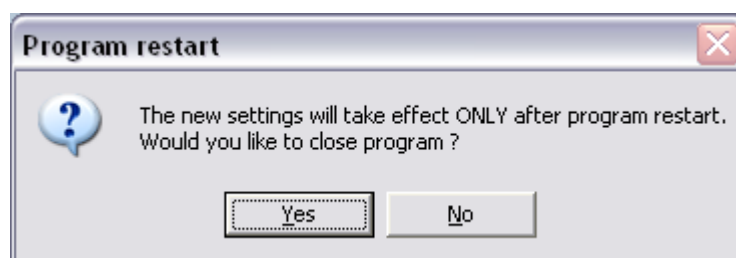 Program restart
The new settings will take effect ONLY after program restart.
Would you like to close program ?
Yes
No